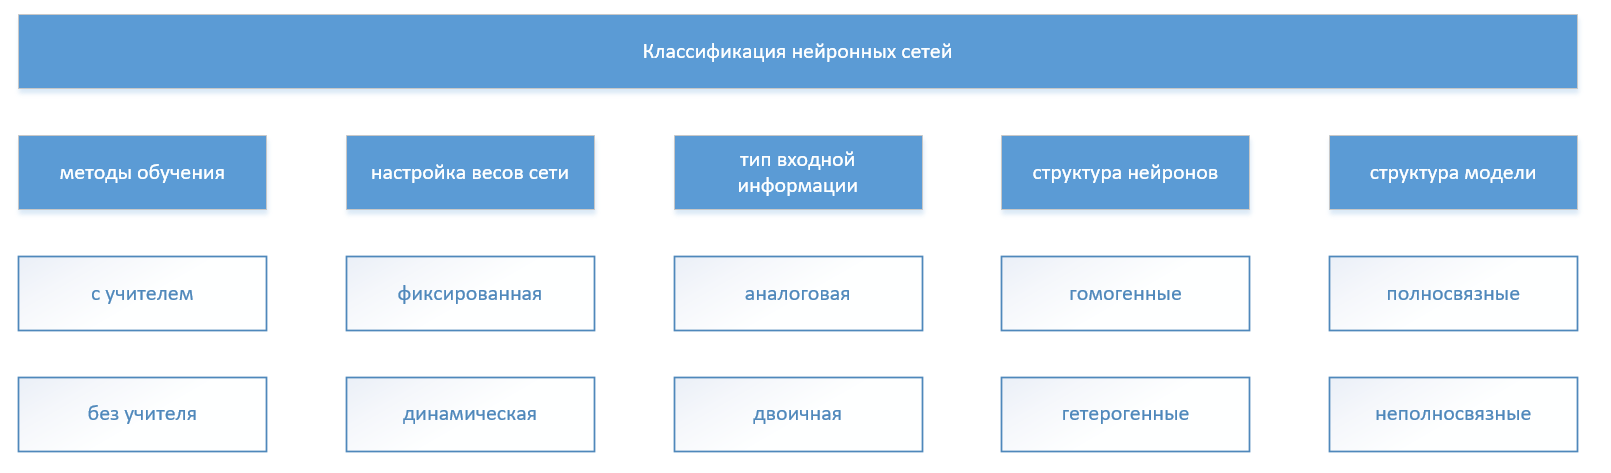 Классификация нейронных сетей
методы обучения
настройка весов сети
тип входной
информации
структура нейронов
структура модели
с учителем
фиксированная
аналоговая
гомогенные
полносвязные
без учителя
динамическая
двоичная
гетерогенные
неполносвязные